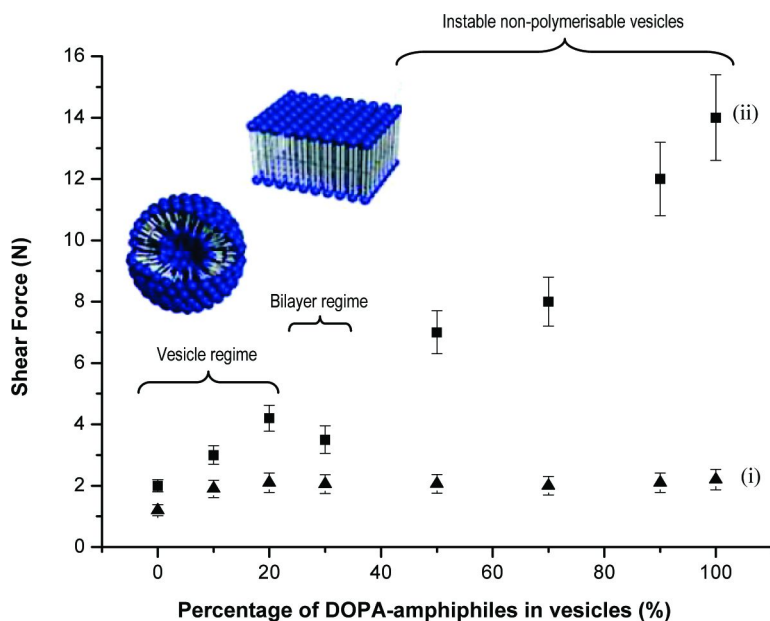 Instable non-polymerisable vesicles
16
14
(ii)
12
10
Bilayer regime
8
Vesicle regime
6
4
2
(i)
0
0 20 40 60 80 100
Shear Force (N)
Percentage of DOPA-amphiphiles in vesicles (%)